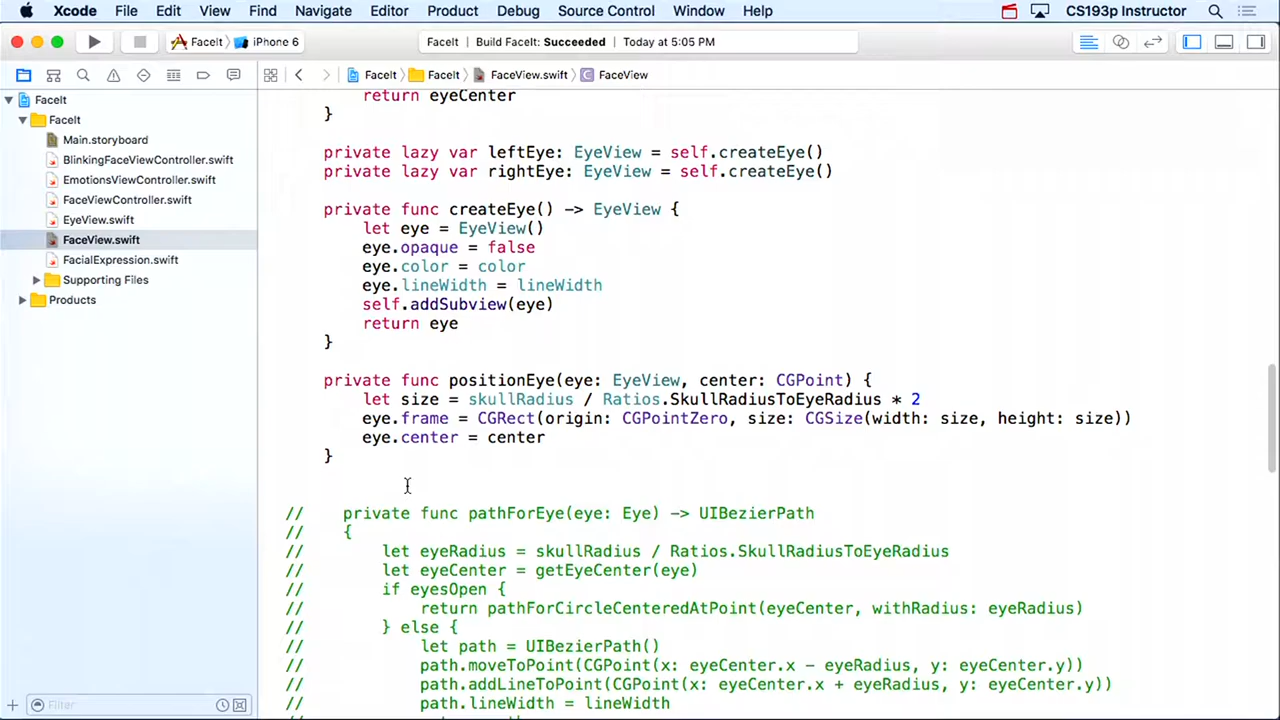 Xcode File Edit View Find Navigate Editor Product Debug Source Control Window Help CS193p Instructor
FaceIt iPhone 6 FaceIt Build FaceIt: Succeeded Today at 5:05 PM
FaceIt FaceIt FaceView.swift C FaceView
FaceIt
FaceIt
Main.storyboard
BlinkingFaceViewController.swift
EmotionsViewController.swift
FaceViewController.swift
EyeView.swift
FaceView.swift
FacialExpression.swift
Supporting Files
Products
Filter
return eyeCenter
}
private lazy var leftEye: EyeView = self.createEye()
private lazy var rightEye: EyeView = self.createEye()
private func createEye() -> EyeView {
let eye = EyeView()
eye.opaque = false
eye.color = color
eye.lineWidth = lineWidth
self.addSubview(eye)
return eye
}
private func positionEye(eye: EyeView, center: CGPoint) {
let size = skullRadius / Ratios.SkullRadiusToEyeRadius * 2
eye.frame = CGRect(origin: CGPointZero, size: CGSize(width: size, height: size))
eye.center = center
}
// private func pathForEye(eye: Eye) -> UIBezierPath
// {
// let eyeRadius = skullRadius / Ratios.SkullRadiusToEyeRadius
// let eyeCenter = getEyeCenter(eye)
// if eyesOpen {
// return pathForCircleCenteredAtPoint(eyeCenter, withRadius: eyeRadius)
// } else {
// let path = UIBezierPath()
// path.moveToPoint(CGPoint(x: eyeCenter.x - eyeRadius, y: eyeCenter.y))
// path.addLineToPoint(CGPoint(x: eyeCenter.x + eyeRadius, y: eyeCenter.y))
// path.lineWidth = lineWidth